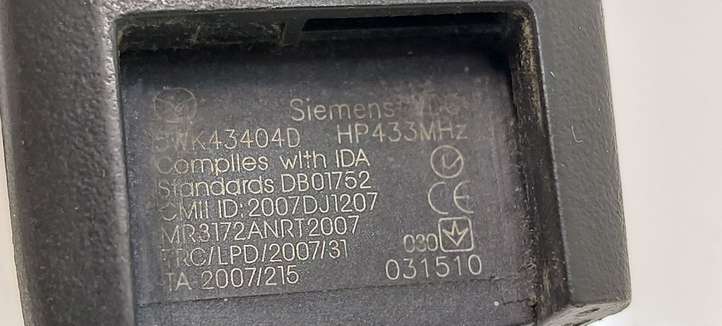 Siemens
5WK43404D HP433MHz
Complies with IDA
Standards DB01752
CMII ID:2007DJ1207
CE
MR3172ANRT2007
030
TRC/LPD/2007/31
TA-2007/215 031510